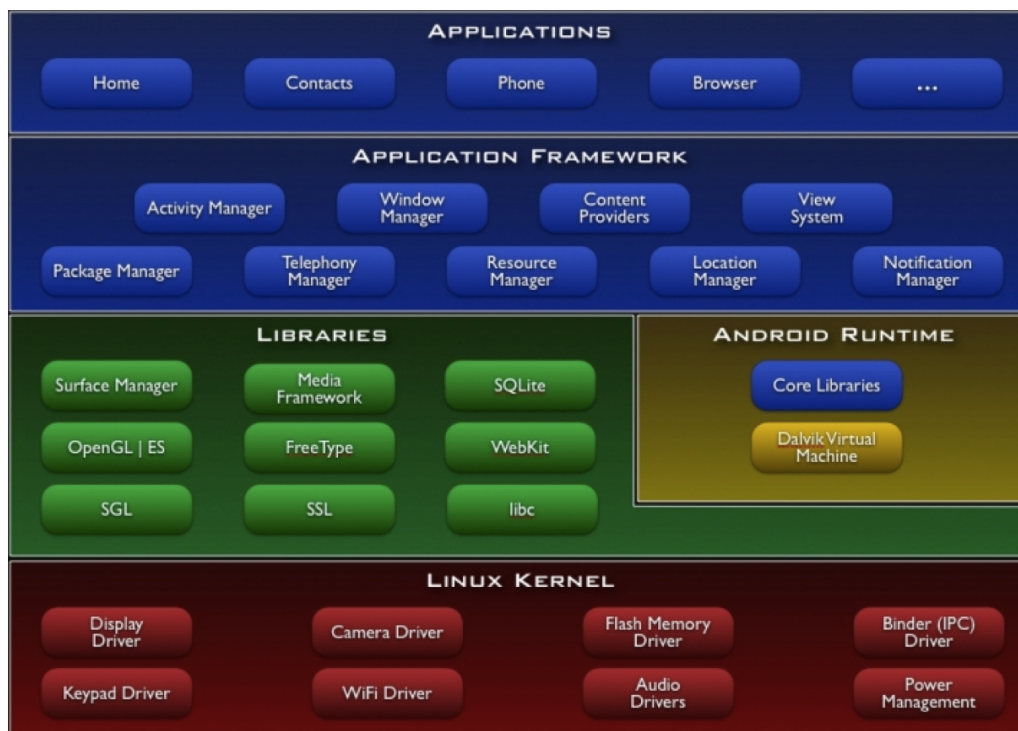 APPLICATIONS
Home
Contacts
Phone
Browser
...
APPLICATION FRAMEWORK
Activity Manager
Window
Manager
Content
Providers
View
System
Package Manager
Telephony
Manager
Resource
Manager
Location
Manager
Notification
Manager
LIBRARIES
Surface Manager
Media
Framework
SQLite
OpenGL | ES
FreeType
WebKit
SGL
SSL
libc
ANDROID RUNTIME
Core Libraries
Dalvik Virtual
Machine
LINUX KERNEL
Display
Driver
Camera Driver
Flash Memory
Driver
Binder (IPC)
Driver
Keypad Driver
WiFi Driver
Audio
Drivers
Power
Management